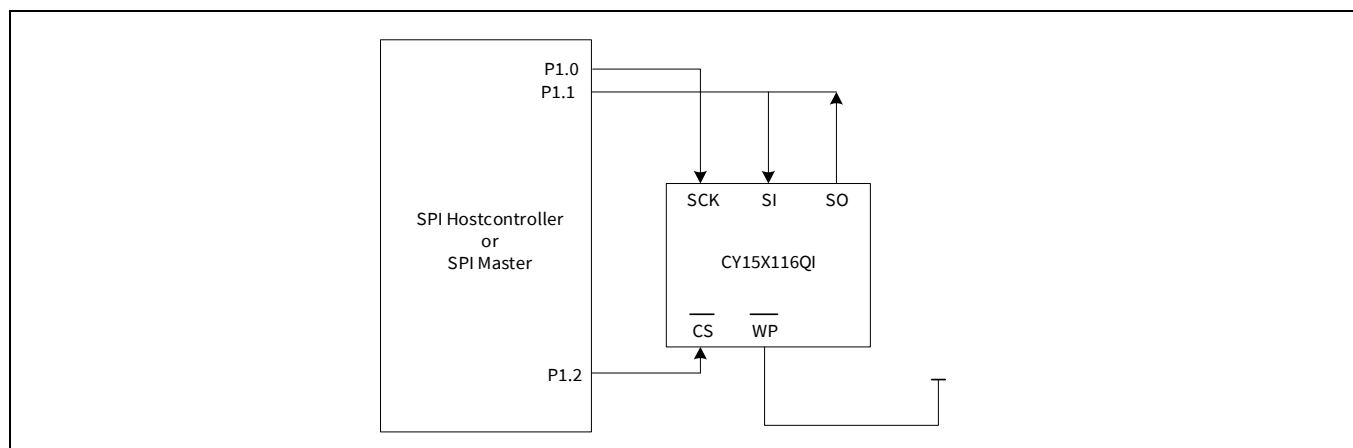 P1.0
P1.1
SPI Hostcontroller
or
SPI Master
P1.2
SCK SI SO
CY15X116QI
CS WP